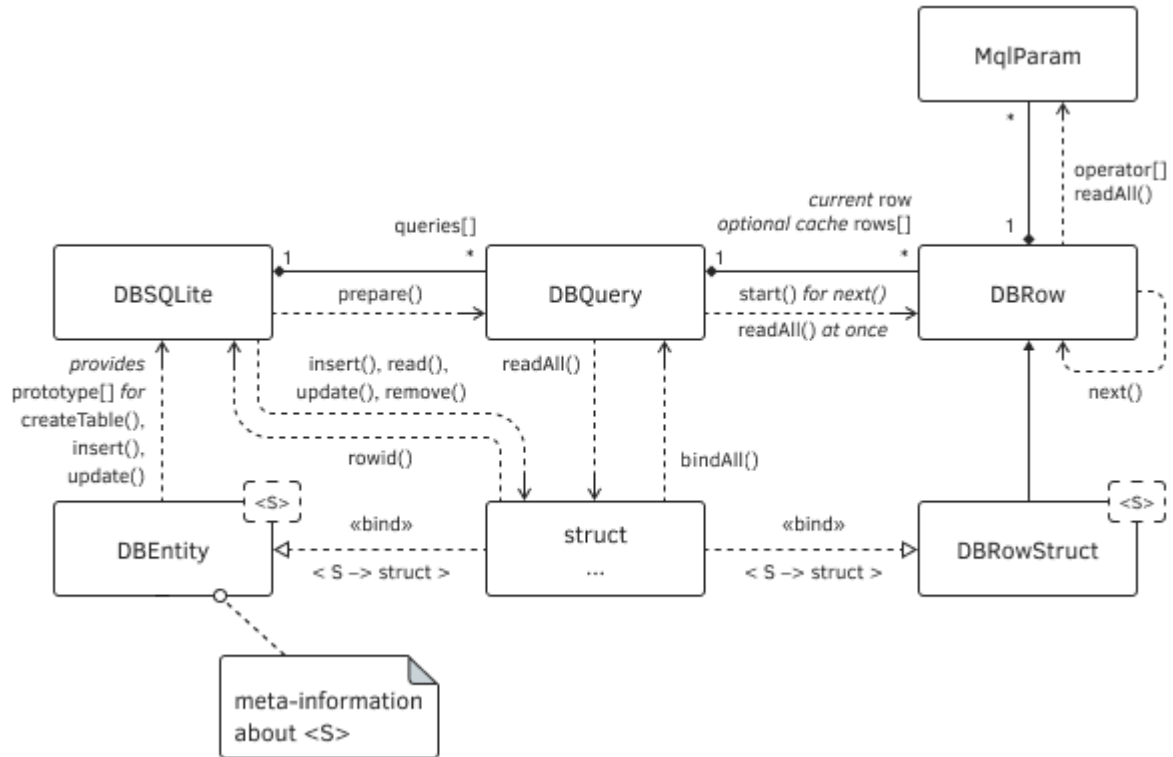 MqlParam
*
operator[]
readAll()
current row
optional cache rows[]
1
queries[]
1
*
1
*
DBSQLite
prepare()
DBQuery
start() for next()
readAll() at once
DBRow
next()
provides
prototype[] for
createTable(),
insert(),
update()
insert(), read(),
update(), remove()
rowid()
readAll()
bindAll()
<S>
DBEntity
«bind»
< S –> struct >
struct
...
«bind»
< S –> struct >
<S>
DBRowStruct
meta-information
about <S>